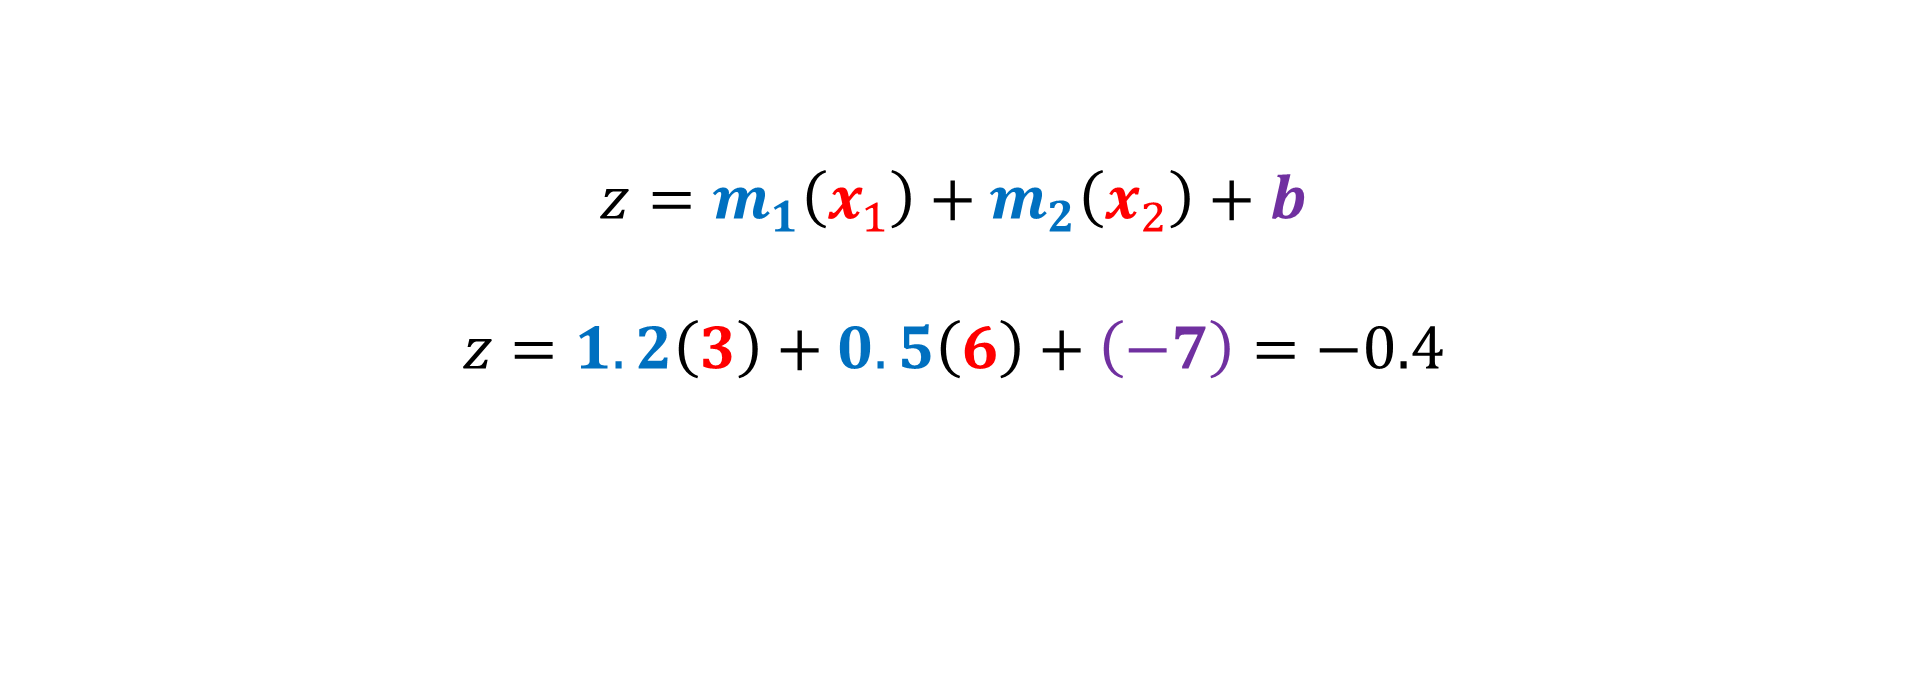 z = m₁(x₁) + m₂(x₂) + b
z = 1.2(3) + 0.5(6) + (−7) = −0.4